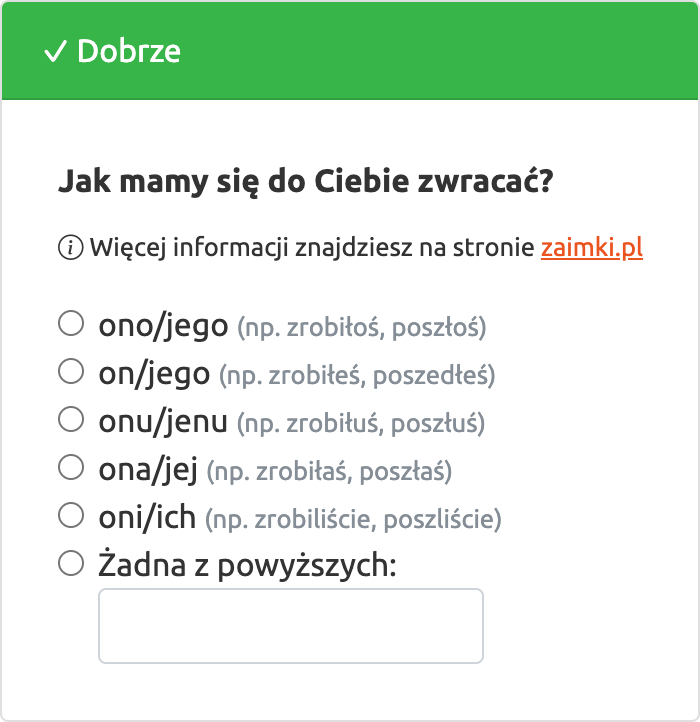 ✓ Dobrze
Jak mamy się do Ciebie zwracać?
Więcej informacji znajdziesz na stronie zaimki.pl
ono/jego (np. zrobiłoś, poszłoś)
on/jego (np. zrobiłeś, poszedłeś)
onu/jenu (np. zrobiłuś, poszłuś)
ona/jej (np. zrobiłaś, poszłaś)
oni/ich (np. zrobiliście, poszliście)
Żadna z powyższych: